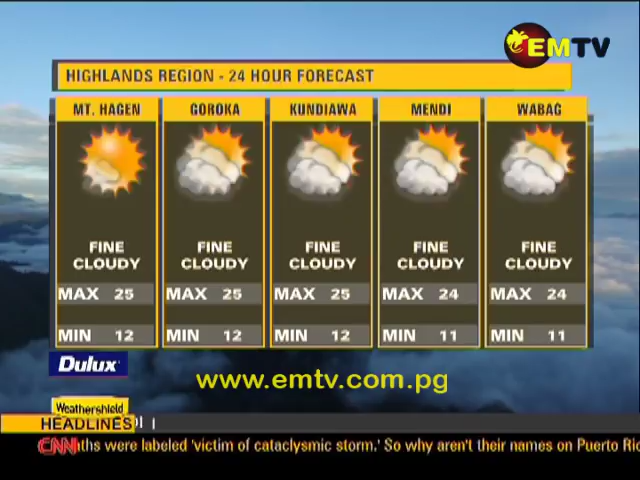 EMTV
HIGHLANDS REGION - 24 HOUR FORECAST
MT. HAGEN GOROKA KUNDIAWA MENDI WABAG
FINE CLOUDY FINE CLOUDY FINE CLOUDY FINE CLOUDY FINE CLOUDY
MAX 25 MAX 25 MAX 25 MAX 24 MAX 24
MIN 12 MIN 12 MIN 12 MIN 11 MIN 11
Dulux
www.emtv.com.pg
Weathershield
HEADLINES
CNN were labeled 'victim of cataclysmic storm.' So why aren't their names on Puerto